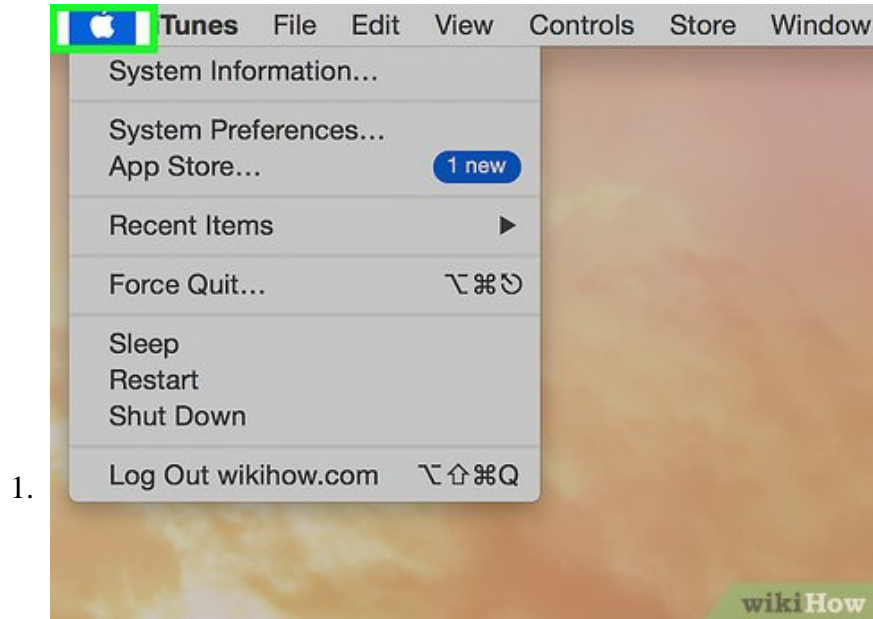 Tunes File Edit View Controls Store Window
System Information...
System Preferences...
App Store... 1 new
Recent Items ▶
Force Quit... ⌥⌘⎋
Sleep
Restart
Shut Down
1. Log Out wikihow.com ⌥⇧⌘Q
wikiHow